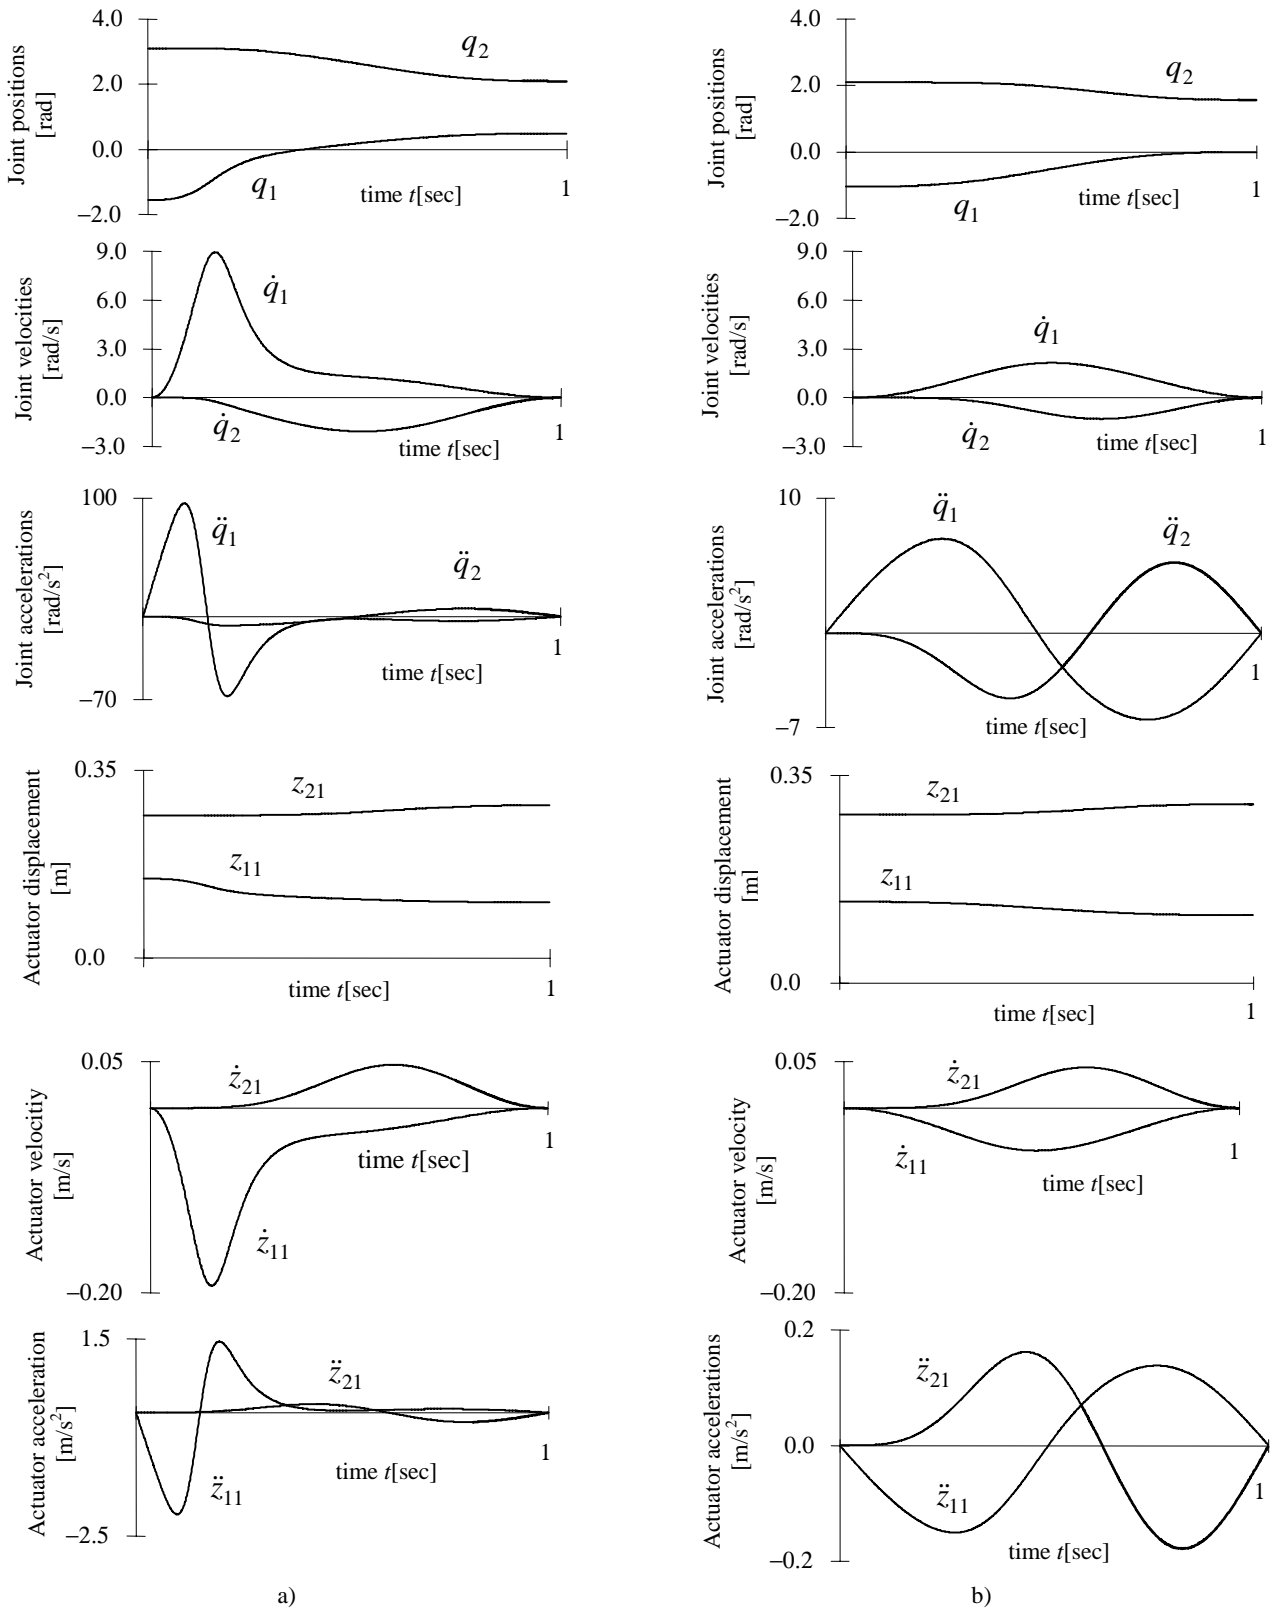 4.0
2.0
0.0
−2.0
Joint positions
[rad]
q2
q1
time t[sec]
1
9.0
6.0
3.0
0.0
−3.0
Joint velocities
[rad/s]
q̇1
q̇2
time t[sec]
1
100
−70
Joint accelerations
[rad/s²]
q̈1
q̈2
time t[sec]
1
0.35
0.0
Actuator displacement
[m]
z21
z11
time t[sec]
1
0.05
−0.20
Actuator velocitiy
[m/s]
ż21
ż11
time t[sec]
1
1.5
−2.5
Actuator acceleration
[m/s²]
z̈21
z̈11
time t[sec]
1
a)
4.0
2.0
0.0
−2.0
Joint positions
[rad]
q2
q1
time t[sec]
1
9.0
6.0
3.0
0.0
−3.0
Joint velocities
[rad/s]
q̇1
q̇2
time t[sec]
1
10
−7
Joint accelerations
[rad/s²]
q̈1
q̈2
time t[sec]
1
0.35
0.0
Actuator displacement
[m]
z21
z11
time t[sec]
1
0.05
−0.20
Actuator velocity
[m/s]
ż21
ż11
time t[sec]
1
0.2
0.0
−0.2
Actuator accelerations
[m/s²]
z̈21
z̈11
time t[sec]
1
b)